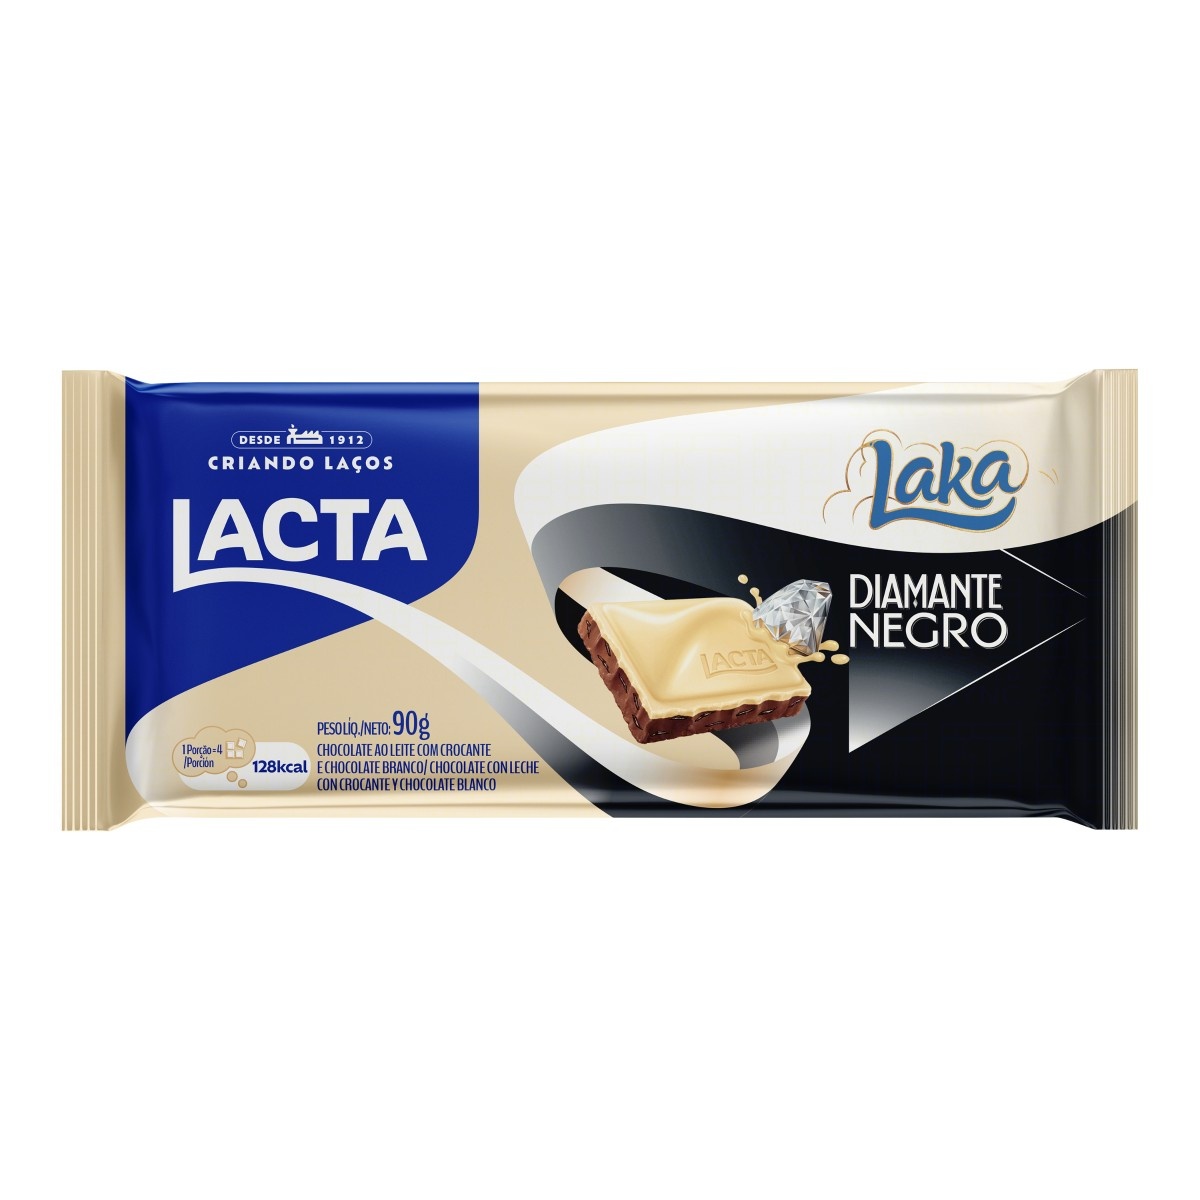 DESDE 1912
CRIANDO LAÇOS
LACTA
Laka
DIAMANTE
NEGRO
LACTA
1 Porção = 4
/Porción
128kcal
PESO LÍQ./NETO: 90g
CHOCOLATE AO LEITE COM CROCANTE
E CHOCOLATE BRANCO/ CHOCOLATE CON LECHE
CON CROCANTE Y CHOCOLATE BLANCO